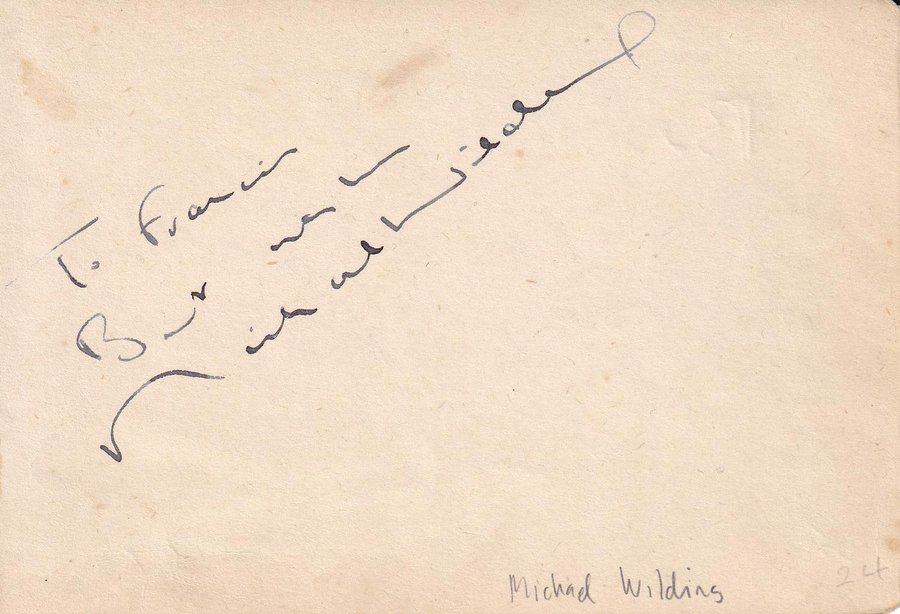 To Francis
Best wishes
Michael Wilding
Michael Wilding
24